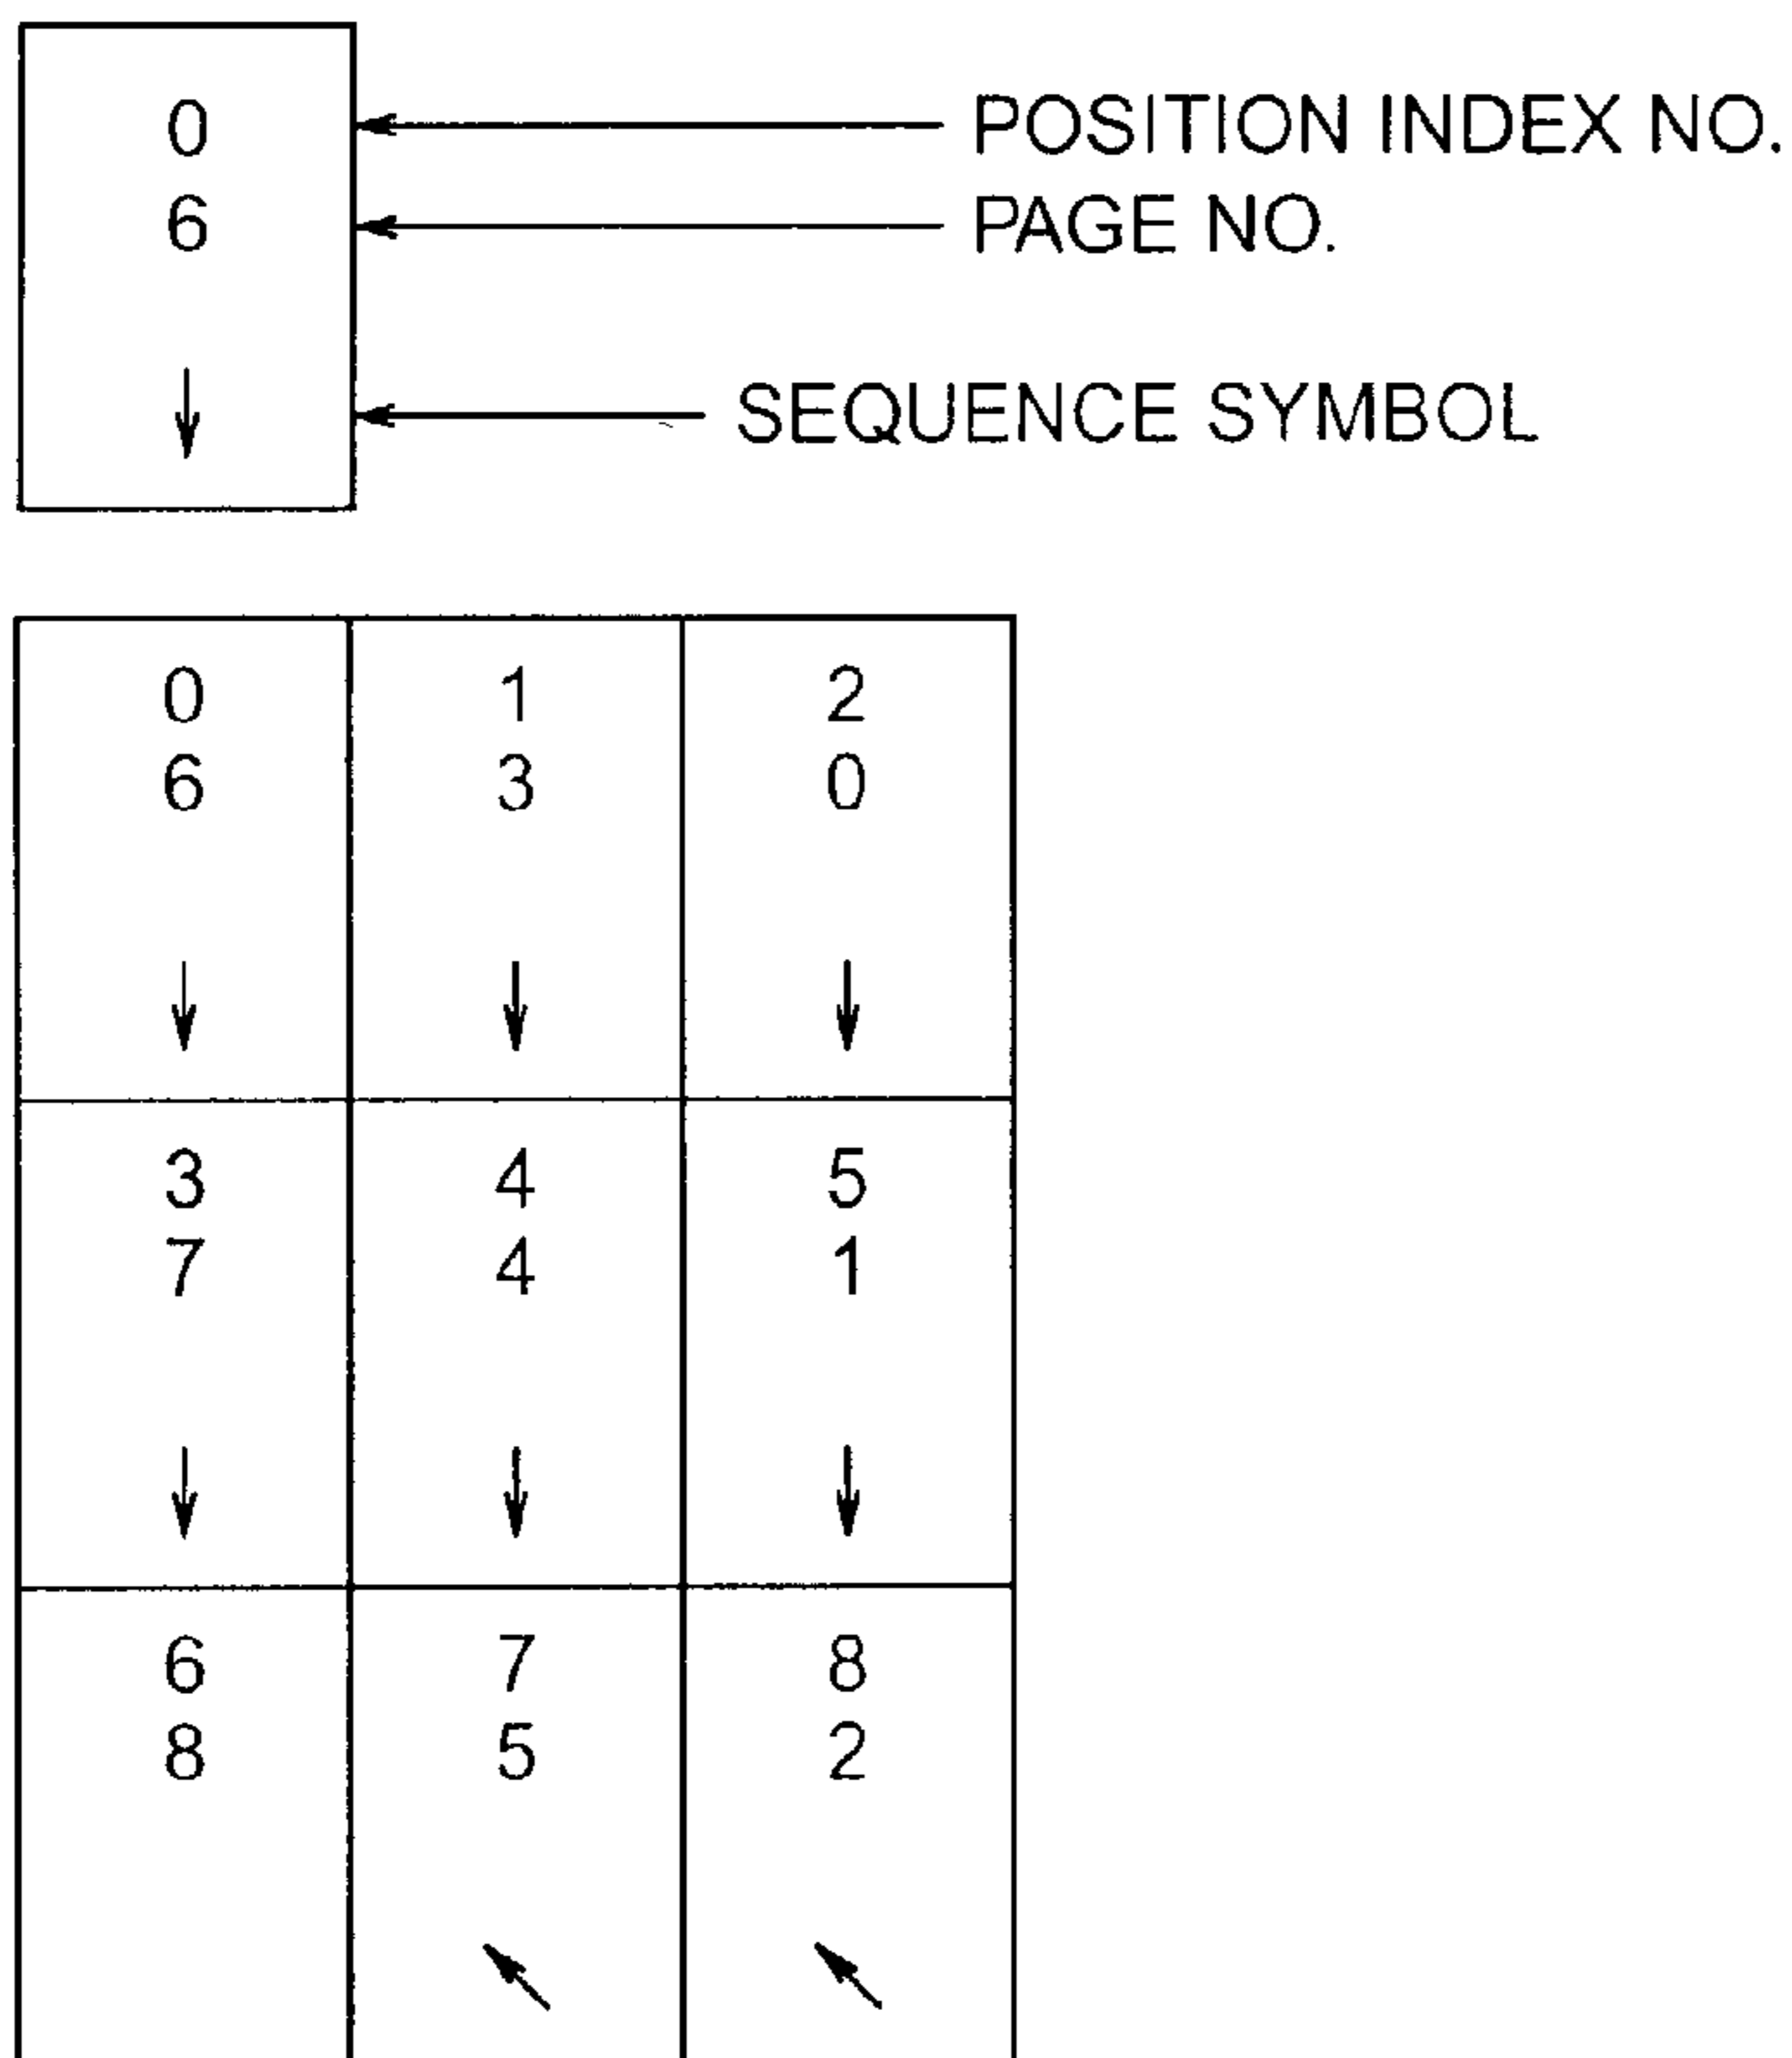 0 POSITION INDEX NO.
6 PAGE NO.
↓ SEQUENCE SYMBOL
0 1 2
6 3 0
↓ ↓ ↓
3 4 5
7 4 1
↓ ↓ ↓
6 7 8
8 5 2
↖ ↖